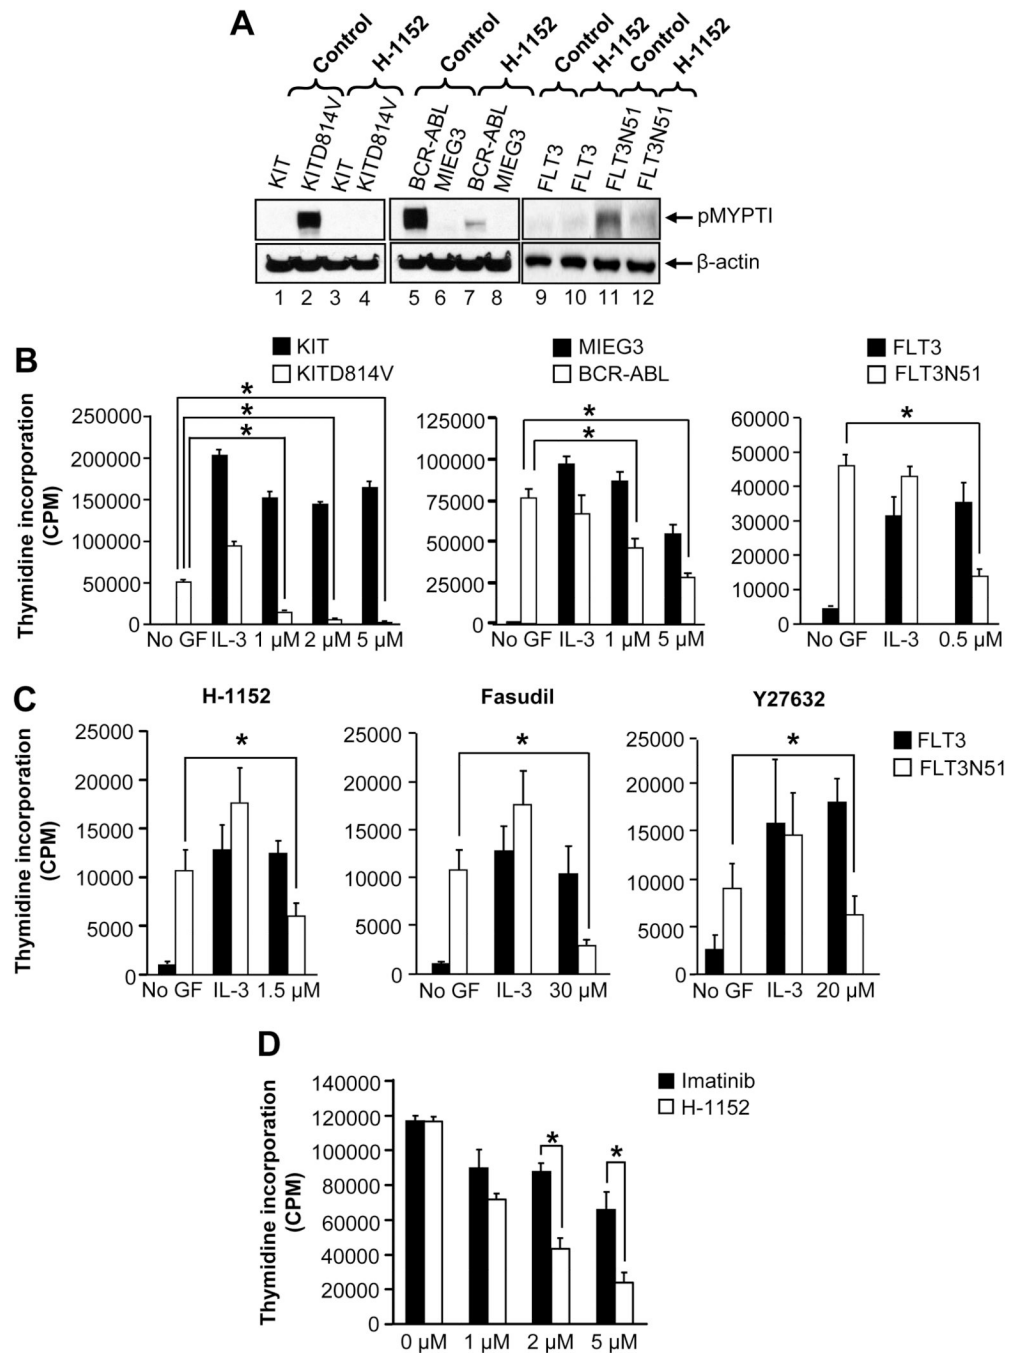 A
Control H-1152 Control H-1152 Control H-1152 Control H-1152
KIT KITD814V KIT KITD814V BCR-ABL MIEG3 BCR-ABL MIEG3 FLT3 FLT3 FLT3N51 FLT3N51
pMYPTI
β-actin
1 2 3 4 5 6 7 8 9 10 11 12
B
KIT
KITD814V
Thymidine incorporation
(CPM)
250000
200000
150000
100000
50000
0
* * *
No GF IL-3 1 µM 2 µM 5 µM
MIEG3
BCR-ABL
125000
100000
75000
50000
25000
0
* *
No GF IL-3 1 µM 5 µM
FLT3
FLT3N51
60000
50000
40000
30000
20000
10000
0
*
No GF IL-3 0.5 µM
C
H-1152
Thymidine incorporation
(CPM)
25000
20000
15000
10000
5000
0
*
No GF IL-3 1.5 µM
Fasudil
25000
20000
15000
10000
5000
0
*
No GF IL-3 30 µM
Y27632
25000
20000
15000
10000
5000
0
*
No GF IL-3 20 µM
FLT3
FLT3N51
D
Thymidine incorporation
(CPM)
140000
120000
100000
80000
60000
40000
20000
0
* *
0 µM 1 µM 2 µM 5 µM
Imatinib
H-1152